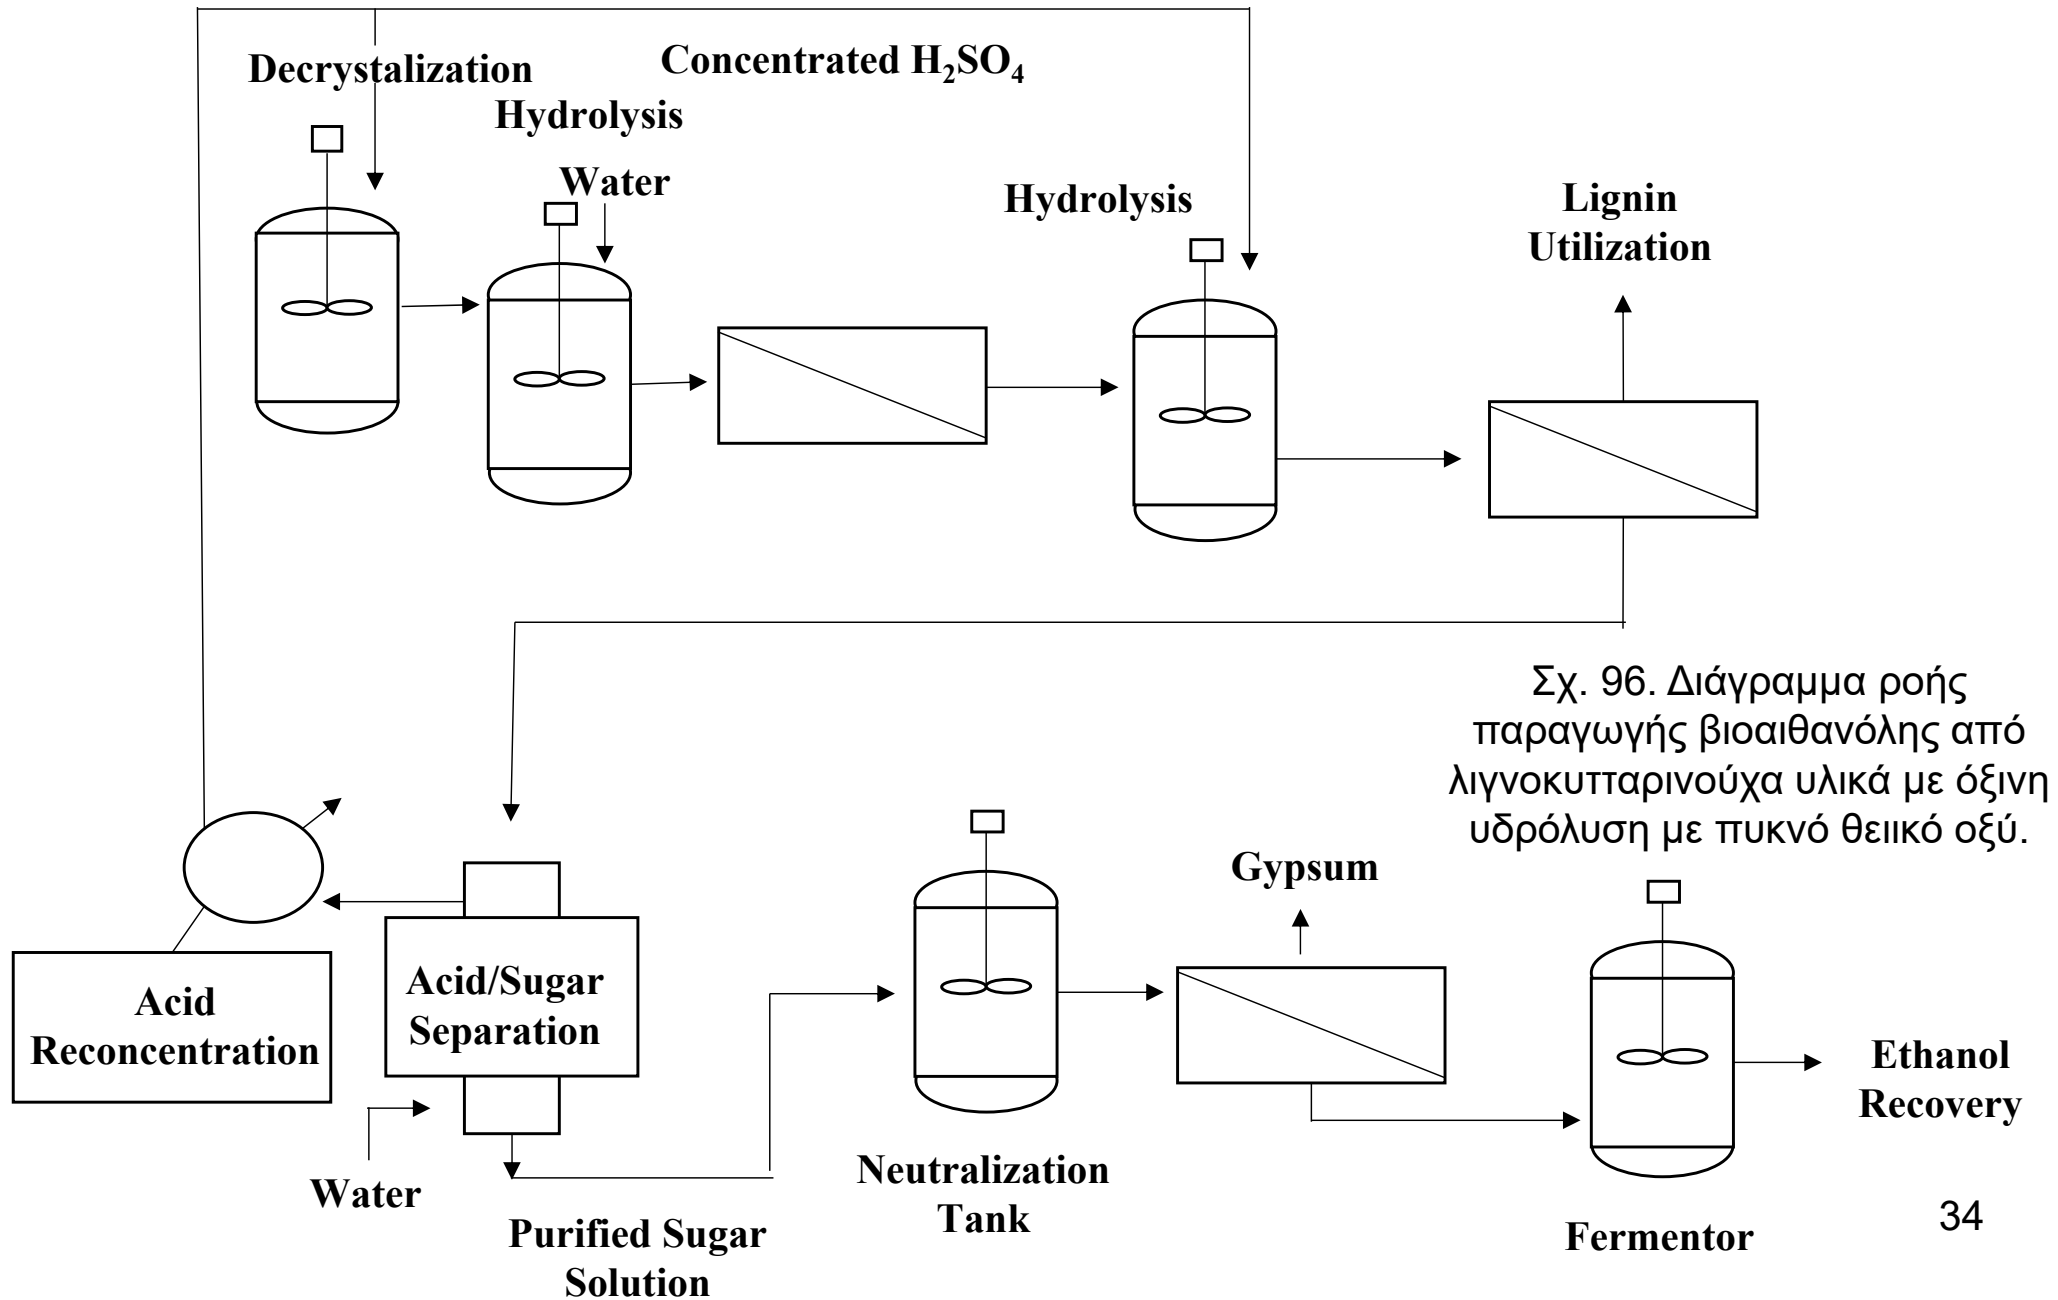 Decrystalization
Concentrated H₂SO₄
Hydrolysis
Water
Hydrolysis
Lignin
Utilization
Σχ. 96. Διάγραμμα ροής
παραγωγής βιοαιθανόλης από
λιγνοκυτταρινούχα υλικά με όξινη
υδρόλυση με πυκνό θειικό οξύ.
Gypsum
Acid
Reconcentration
Acid/Sugar
Separation
Ethanol
Recovery
Water
Neutralization
Tank
Purified Sugar
Solution
Fermentor
34